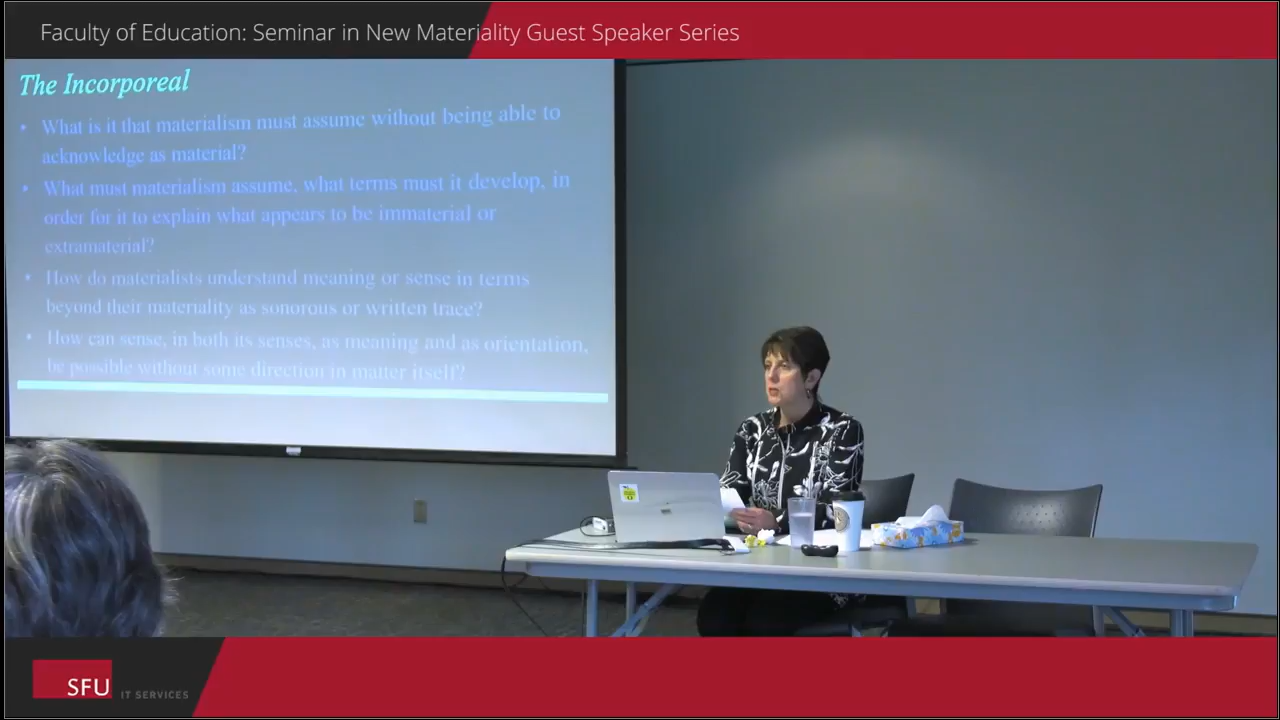 Faculty of Education: Seminar in New Materiality Guest Speaker Series
The Incorporeal
• What is it that materialism must assume without being able to
acknowledge as material?
• What must materialism assume, what terms must it develop, in
order for it to explain what appears to be immaterial or
extramaterial?
• How do materialists understand meaning or sense in terms
beyond their materiality as sonorous or written trace?
• How can sense, in both its senses, as meaning and as orientation,
be possible without some direction in matter itself?
SFU IT SERVICES